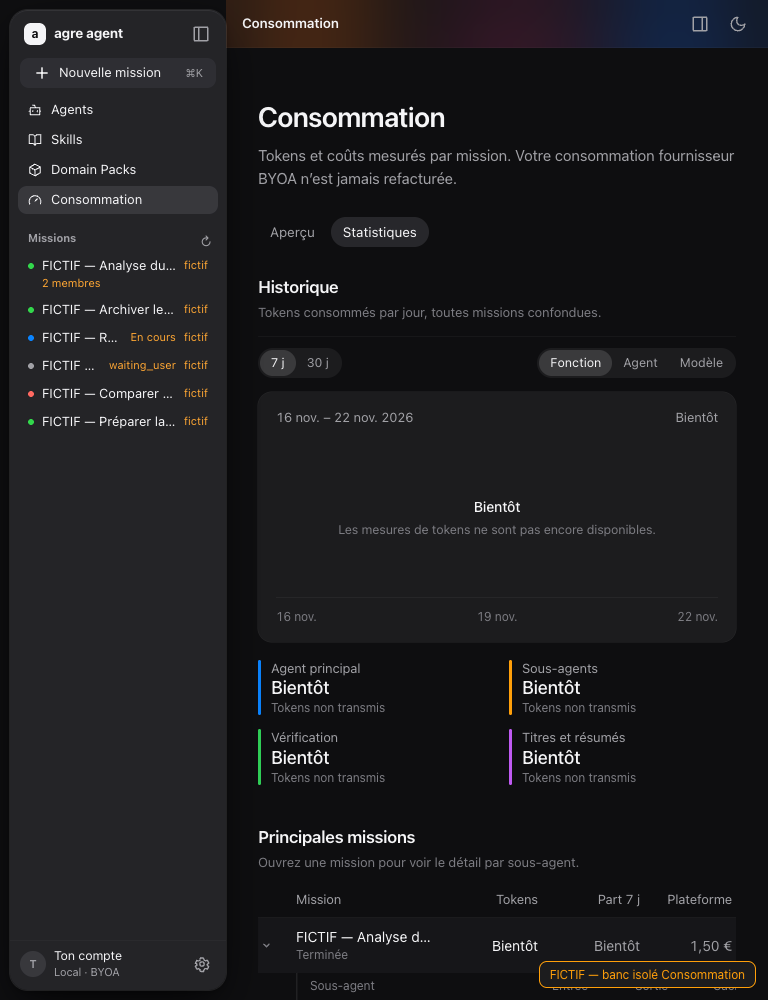 a agre agent
Nouvelle mission ⌘K
Agents
Skills
Domain Packs
Consommation
Missions
FICTIF — Analyse du... fictif
2 membres
FICTIF — Archiver le... fictif
FICTIF — R... En cours fictif
FICTIF ... waiting_user fictif
FICTIF — Comparer ... fictif
FICTIF — Préparer la... fictif
T Ton compte
Local · BYOA
Consommation
Consommation
Tokens et coûts mesurés par mission. Votre consommation fournisseur
BYOA n’est jamais refacturée.
Aperçu Statistiques
Historique
Tokens consommés par jour, toutes missions confondues.
7 j 30 j Fonction Agent Modèle
16 nov. – 22 nov. 2026 Bientôt
Bientôt
Les mesures de tokens ne sont pas encore disponibles.
16 nov. 19 nov. 22 nov.
Agent principal
Bientôt
Tokens non transmis
Sous-agents
Bientôt
Tokens non transmis
Vérification
Bientôt
Tokens non transmis
Titres et résumés
Bientôt
Tokens non transmis
Principales missions
Ouvrez une mission pour voir le détail par sous-agent.
Mission Tokens Part 7 j Plateforme
FICTIF — Analyse d... Bientôt Bientôt 1,50 €
Terminée
FICTIF — banc isolé Consommation
Sous-agent